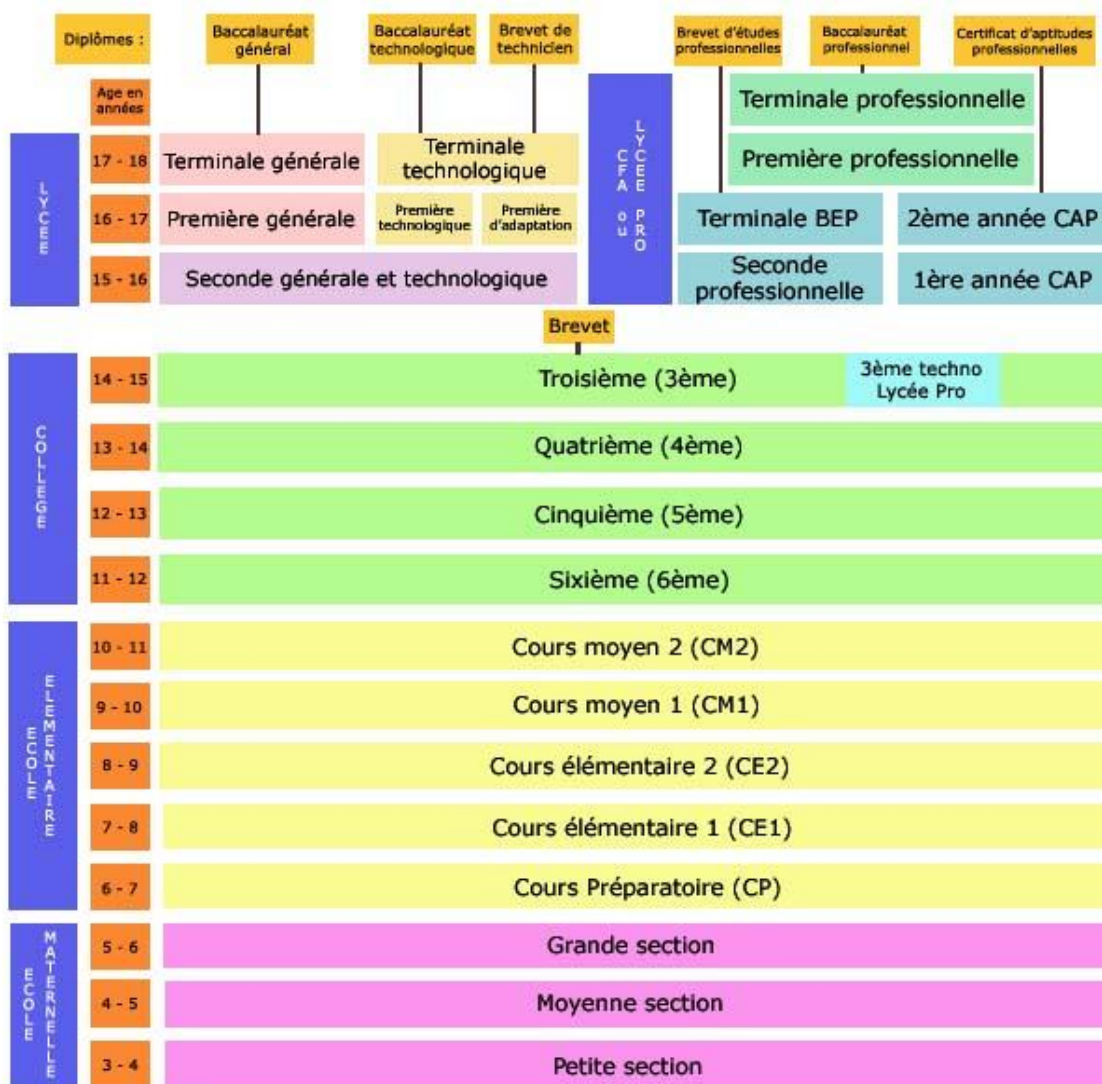 Diplômes :
Baccalauréat
général
Baccalauréat
technologique
Brevet de
technicien
Brevet d'études
professionnelles
Baccalauréat
professionnel
Certificat d'aptitudes
professionnelles
Age en
années
LYCEE
17 - 18
Terminale générale
Terminale
technologique
16 - 17
Première générale
Première
technologique
Première
d'adaptation
15 - 16
Seconde générale et technologique
LYCEE PRO
CFA ou
Terminale professionnelle
Première professionnelle
Terminale BEP
2ème année CAP
Seconde
professionnelle
1ère année CAP
Brevet
COLLEGE
14 - 15
Troisième (3ème)
3ème techno
Lycée Pro
13 - 14
Quatrième (4ème)
12 - 13
Cinquième (5ème)
11 - 12
Sixième (6ème)
ECOLE
ELEMENTAIRE
10 - 11
Cours moyen 2 (CM2)
9 - 10
Cours moyen 1 (CM1)
8 - 9
Cours élémentaire 2 (CE2)
7 - 8
Cours élémentaire 1 (CE1)
6 - 7
Cours Préparatoire (CP)
ECOLE
MATERNELLE
5 - 6
Grande section
4 - 5
Moyenne section
3 - 4
Petite section